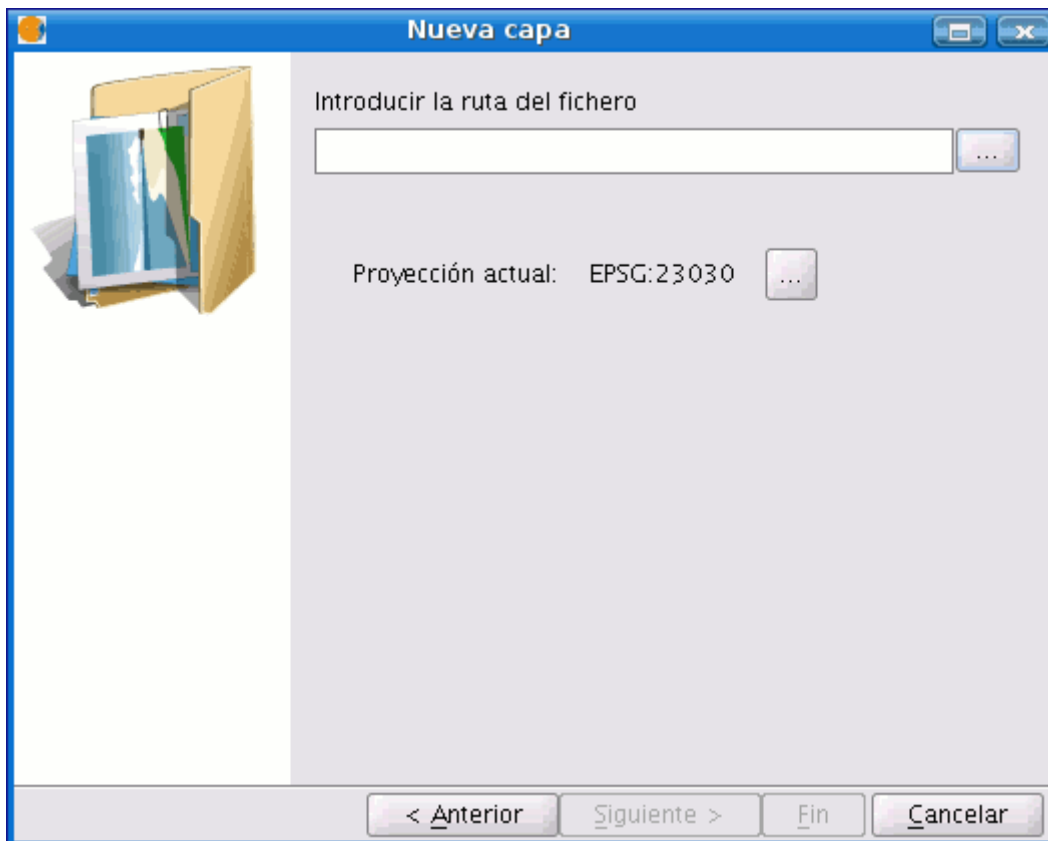 Nueva capa
Introducir la ruta del fichero
...
Proyección actual: EPSG:23030 ...
< Anterior Siguiente > Fin Cancelar